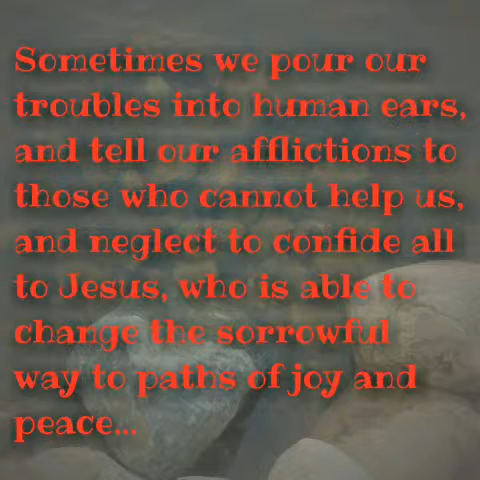 Sometimes we pour our
troubles into human ears,
and tell our afflictions to
those who cannot help us,
and neglect to confide all
to Jesus, who is able to
change the sorrowful
way to paths of joy and
peace...